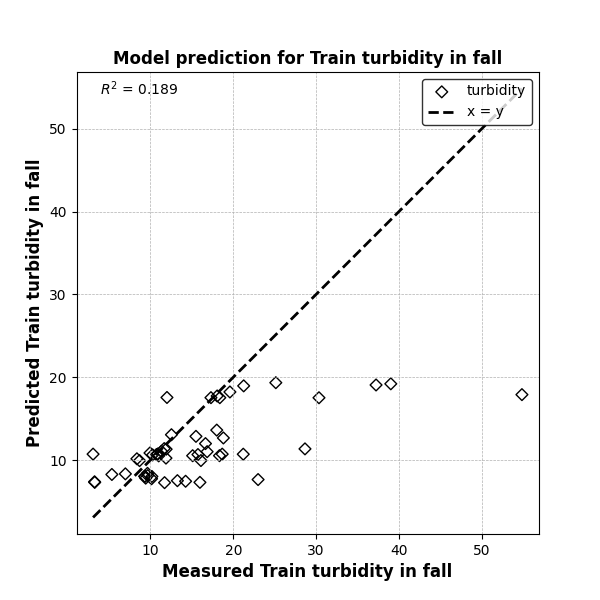 Model prediction for Train turbidity in fall
R² = 0.189
turbidity
x = y
Predicted Train turbidity in fall
50
40
30
20
10
10 20 30 40 50
Measured Train turbidity in fall